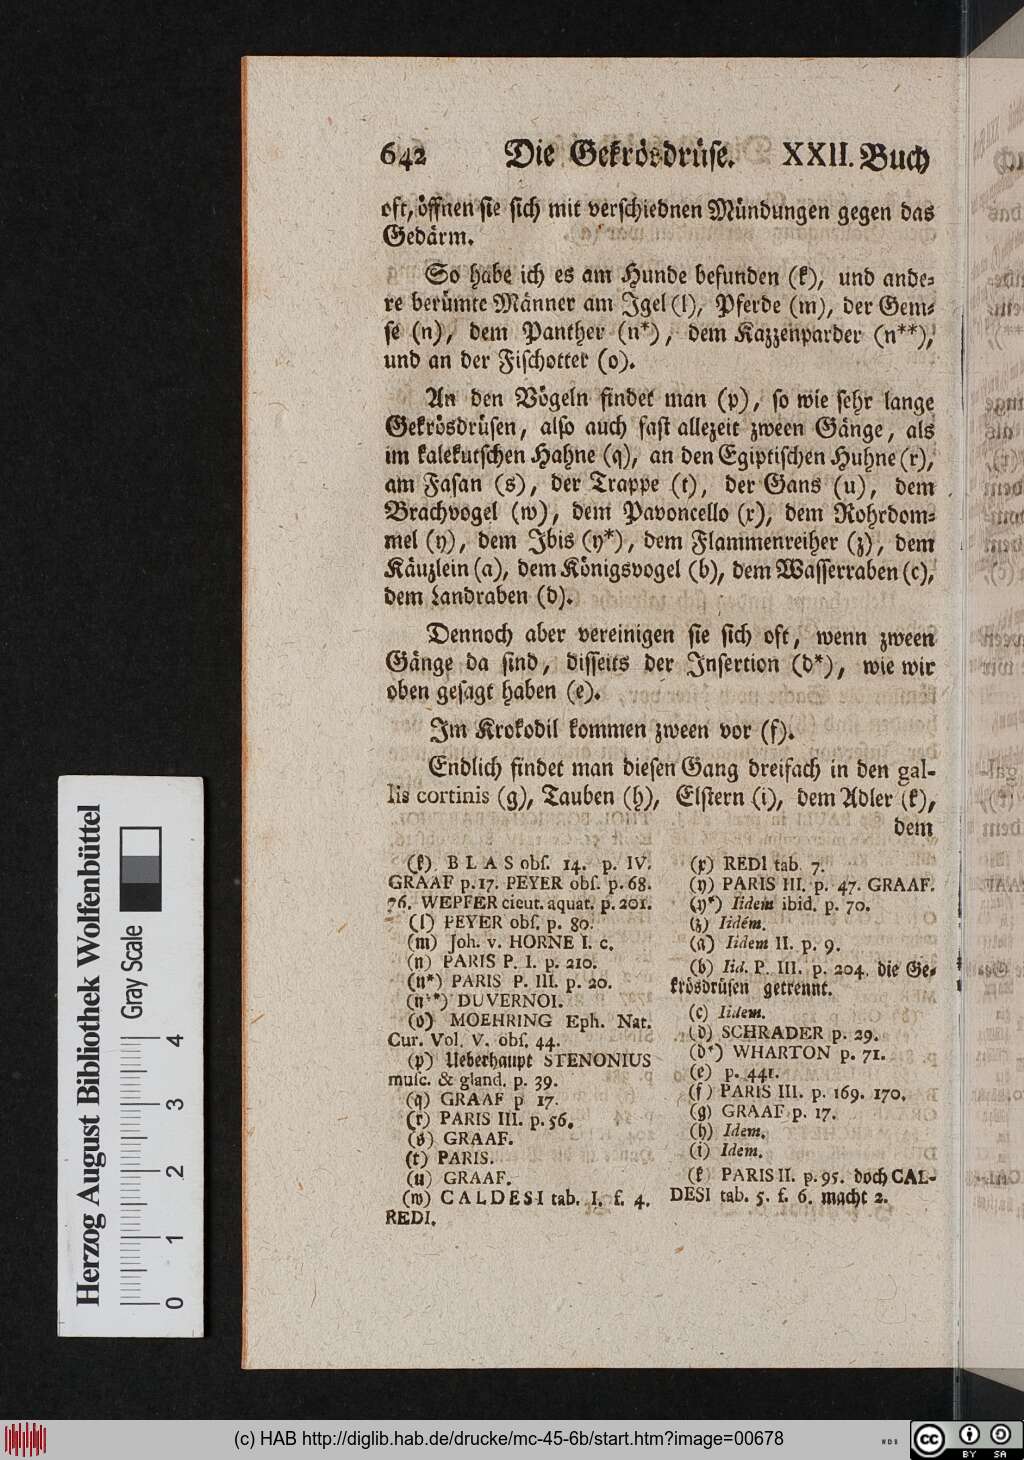 642 Die Gekrösdrüse. XXII. Buch
oft, öffnen sie sich mit verschiednen Mündungen gegen das
Gedärm.
So habe ich es am Hunde befunden (k), und ande-
re berümte Männer am Igel (l), Pferde (m), der Gem-
se (n), dem Panther (n*), dem Kazzenparder (n**),
und an der Fischotter (o).
An den Vögeln findet man (p), so wie sehr lange
Gekrösdrüsen, also auch fast allezeit zween Gänge, als
im kalekutschen Hahne (q), an den Egiptischen Huhne (r),
am Fasan (s), der Trappe (t), der Gans (u), dem
Brachvogel (w), dem Pavoncello (x), dem Rohrdom-
mel (y), dem Ibis (y*), dem Flammenreiher (z), dem
Käuzlein (a), dem Königsvogel (b), dem Wasserraben (c),
dem Landraben (d).
Dennoch aber vereinigen sie sich oft, wenn zween
Gänge da sind, disseits der Insertion (d*), wie wir
oben gesagt haben (e).
Im Krokodil kommen zween vor (f).
Endlich findet man diesen Gang dreifach in den gal-
lis cortinis (g), Tauben (h), Elstern (i), dem Adler (k),
dem
(k) BLAS obs. 14. p. IV.
GRAAF p. 17. PEYER obs. p. 68.
76. WEPFER cicut. aquat. p. 201.
(l) PEYER obs. p. 80.
(m) Joh. v. HORNE l. c.
(n) PARIS P. I. p. 210.
(n*) PARIS P. III. p. 20.
(n**) DUVERNOI.
(o) MOEHRING Eph. Nat.
Cur. Vol. V. obs. 44.
(p) Ueberhaupt STENONIUS
musc. & gland. p. 39.
(q) GRAAF p 17.
(r) PARIS III. p. 56.
(s) GRAAF.
(t) PARIS.
(u) GRAAF.
(w) CALDESI tab. I. f. 4.
REDI.
(x) REDI tab. 7.
(y) PARIS III. p. 47. GRAAF.
(y*) Iidem ibid. p. 70.
(z) Iidem.
(a) Iidem II. p. 9.
(b) Iid. P. III. p. 204. die Ge-
krösdrüsen getrennt.
(c) Iidem.
(d) SCHRADER p. 29.
(d*) WHARTON p. 71.
(e) p. 441.
(f) PARIS III. p. 169. 170.
(g) GRAAF p. 17.
(h) Idem.
(i) Idem.
(k PARIS II. p. 95. doch CAL-
DESI tab. 5. f. 6. macht 2.
Herzog August Bibliothek Wolfenbüttel
Gray Scale
0 1 2 3 4
(c) HAB http://diglib.hab.de/drucke/mc-45-6b/start.htm?image=00678
cc BY SA